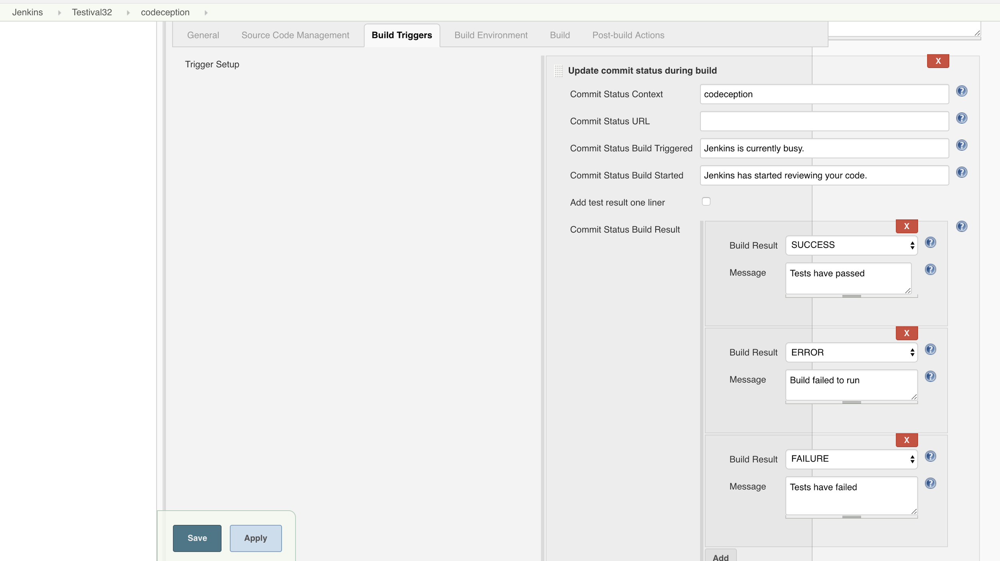 Jenkins Testival32 codeception
General Source Code Management Build Triggers Build Environment Build Post-build Actions
Trigger Setup
X
Update commit status during build
Commit Status Context codeception
Commit Status URL
Commit Status Build Triggered Jenkins is currently busy.
Commit Status Build Started Jenkins has started reviewing your code.
Add test result one liner
Commit Status Build Result
X
Build Result SUCCESS
Message Tests have passed
X
Build Result ERROR
Message Build failed to run
X
Build Result FAILURE
Message Tests have failed
Save Apply
Add